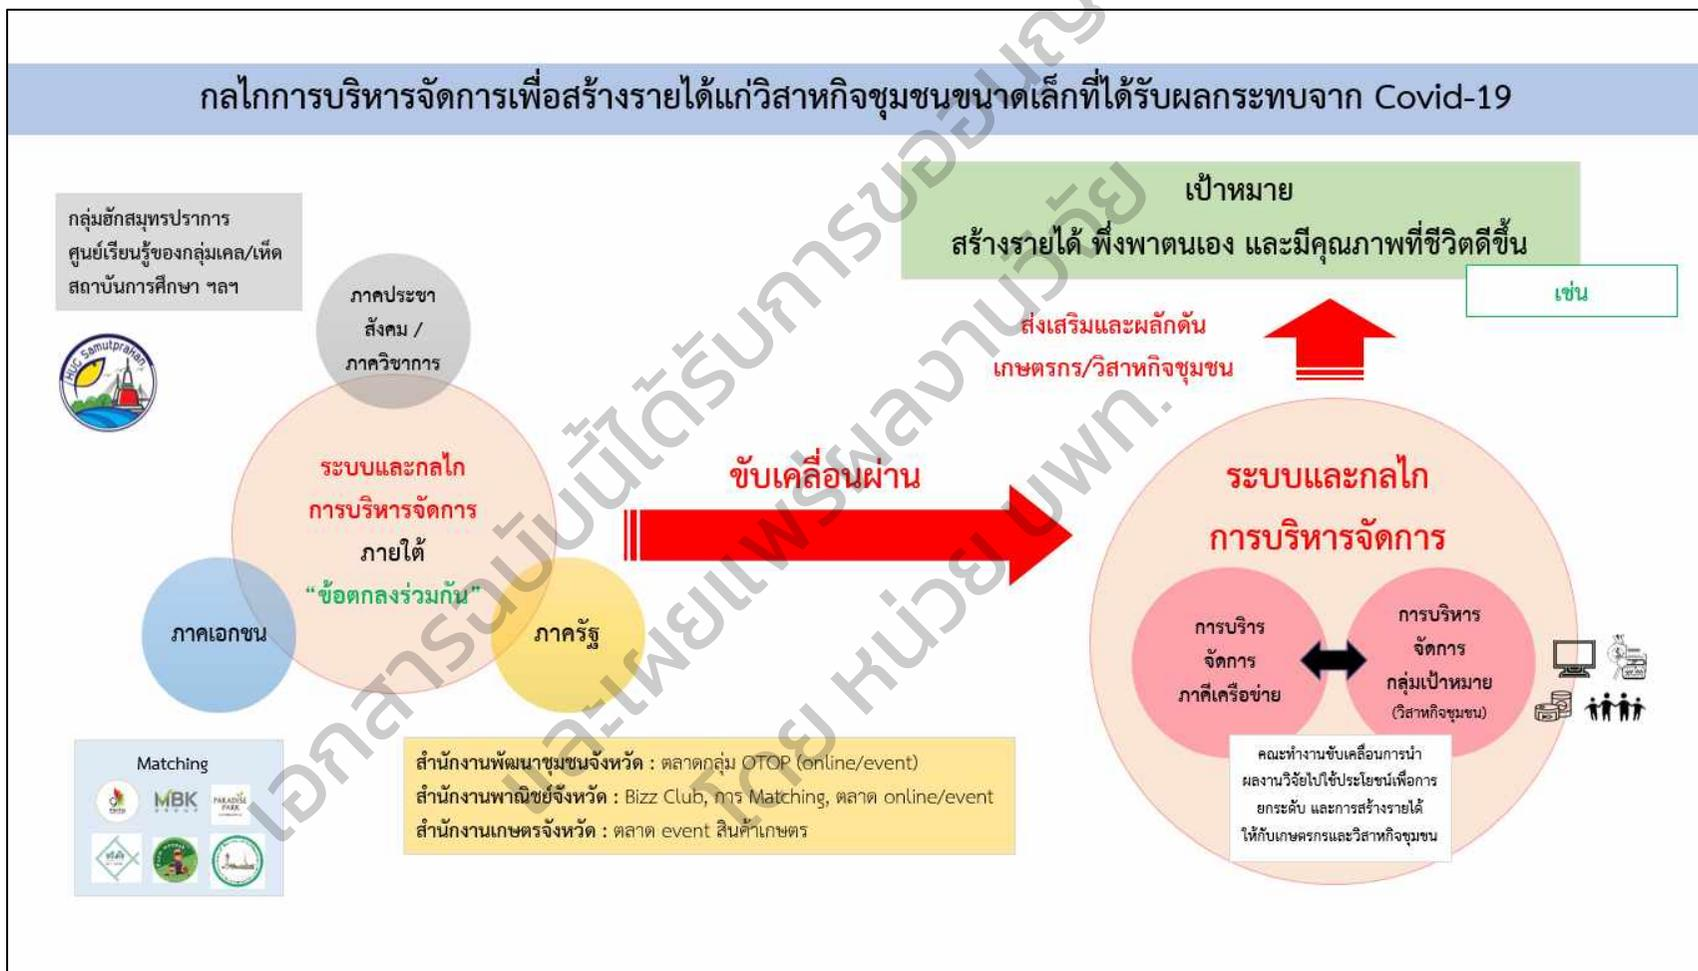 กลไกการบริหารจัดการเพื่อสร้างรายได้แก่วิสาหกิจชุมชนขนาดเล็กที่ได้รับผลกระทบจาก Covid-19
กลุ่มฮักสมุทรปราการ
ศูนย์เรียนรู้ของกลุ่มเคล/เห็ด
สถาบันการศึกษา ฯลฯ
HUG Samutprakan
ภาคประชา
สังคม /
ภาควิชาการ
ระบบและกลไก
การบริหารจัดการ
ภายใต้
“ข้อตกลงร่วมกัน”
ภาคเอกชน
ภาครัฐ
Matching
MBK
GROUP
PARADISE
PARK
สำนักงานพัฒนาชุมชนจังหวัด : ตลาดกลุ่ม OTOP (online/event)
สำนักงานพาณิชย์จังหวัด : Bizz Club, การ Matching, ตลาด online/event
สำนักงานเกษตรจังหวัด : ตลาด event สินค้าเกษตร
ขับเคลื่อนผ่าน
เป้าหมาย
สร้างรายได้ พึ่งพาตนเอง และมีคุณภาพที่ชีวิตดีขึ้น
เช่น
ส่งเสริมและผลักดัน
เกษตรกร/วิสาหกิจชุมชน
ระบบและกลไก
การบริหารจัดการ
การบริาร
จัดการ
ภาคีเครือข่าย
การบริหาร
จัดการ
กลุ่มเป้าหมาย
(วิสาหกิจชุมชน)
คณะทำงานขับเคลื่อนการนำ
ผลงานวิจัยไปใช้ประโยชน์เพื่อการ
ยกระดับ และการสร้างรายได้
ให้กับเกษตรกรและวิสาหกิจชุมชน
เอกสารฉบับนี้ได้รับการขออนุญ
และเผยแพร่ผลงานวิจัย
โดย หน่วย บพท.